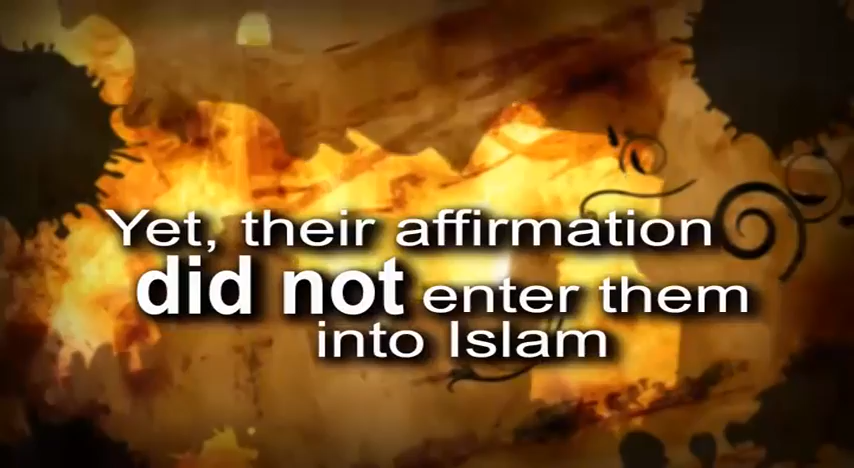 Yet, their affirmation
did not enter them
into Islam